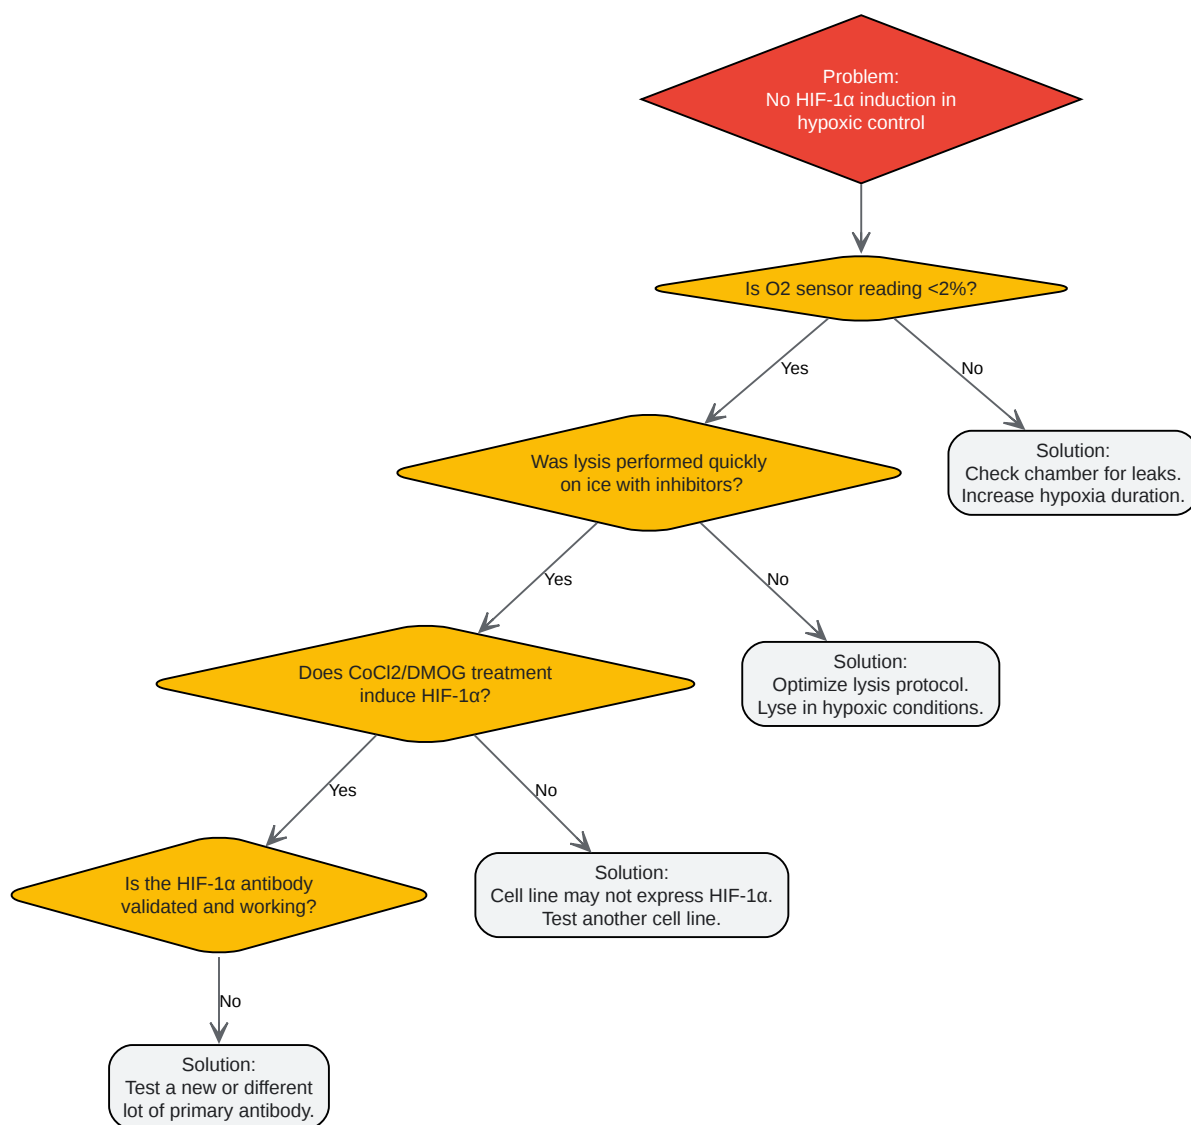 Problem:
No HIF-1α induction in
hypoxic control
Is O2 sensor reading <2%?
Yes
No
Was lysis performed quickly
on ice with inhibitors?
Solution:
Check chamber for leaks.
Increase hypoxia duration.
Yes
No
Does CoCl2/DMOG treatment
induce HIF-1α?
Solution:
Optimize lysis protocol.
Lyse in hypoxic conditions.
Yes
No
Is the HIF-1α antibody
validated and working?
Solution:
Cell line may not express HIF-1α.
Test another cell line.
No
Solution:
Test a new or different
lot of primary antibody.